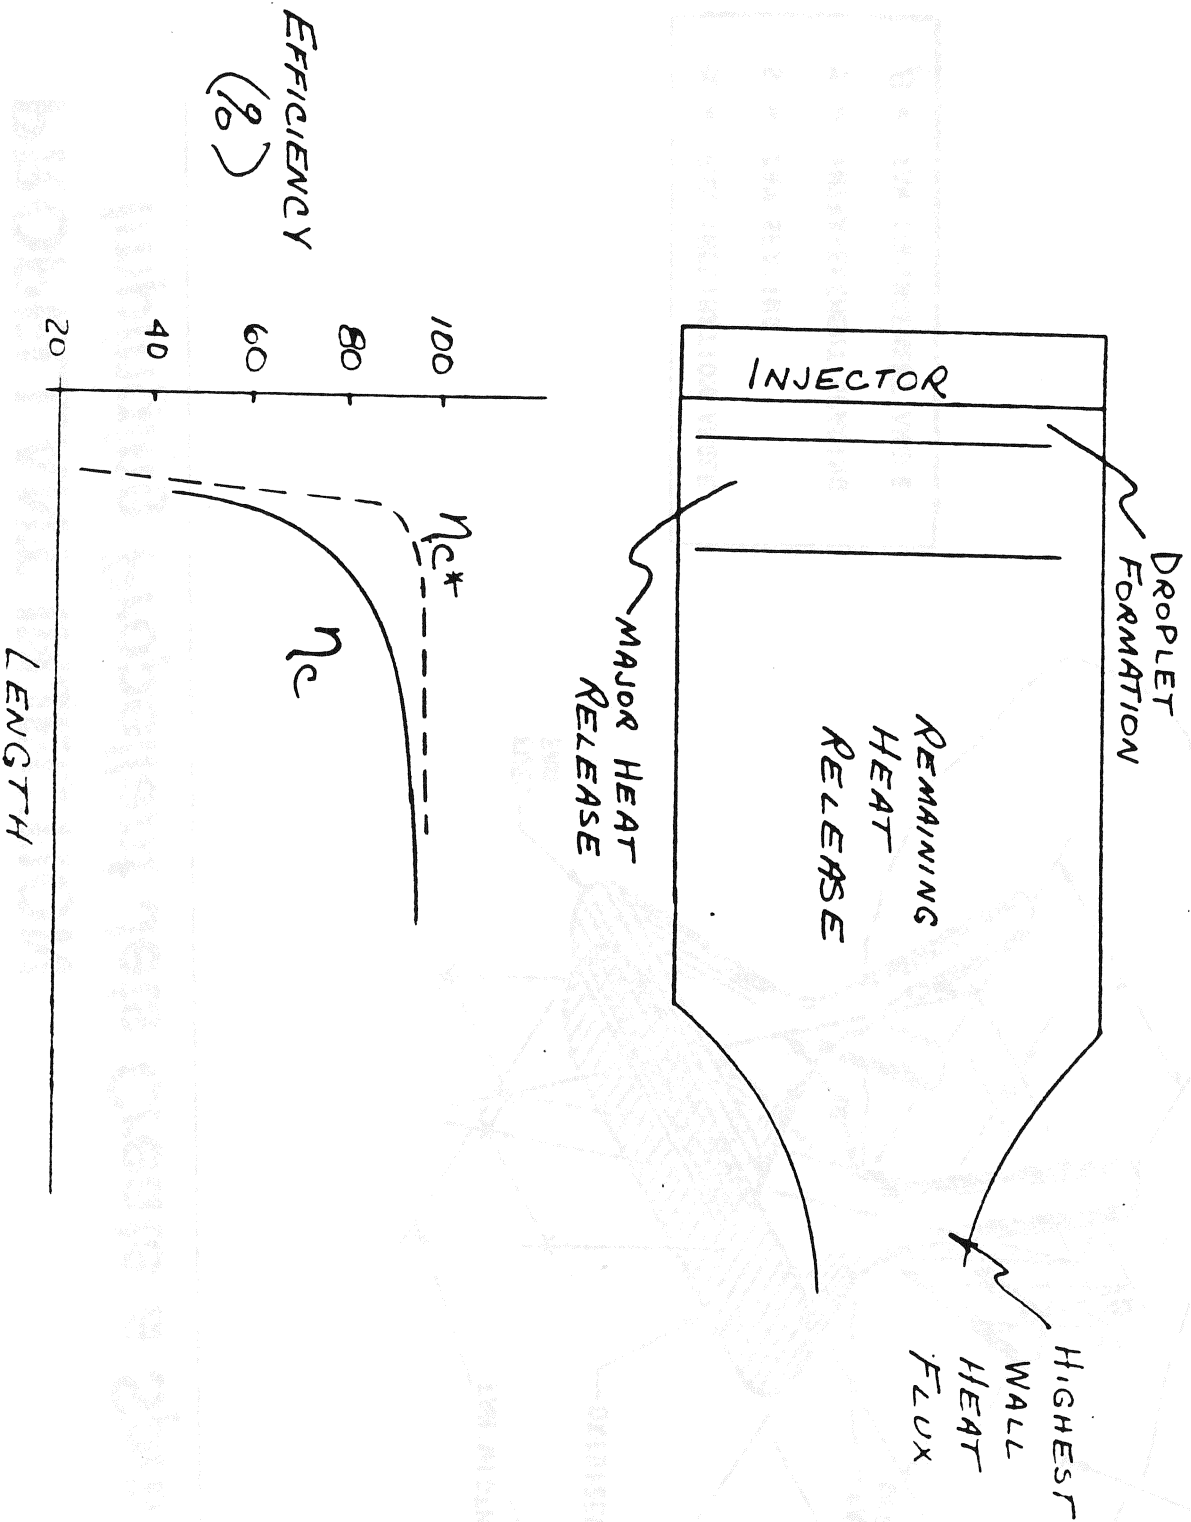 DROPLET
FORMATION
INJECTOR
REMAINING
HEAT
RELEASE
HIGHEST
WALL
HEAT
FLUX
MAJOR HEAT
RELEASE
EFFICIENCY
(%)
100
80
60
40
20
ηc*
ηc
LENGTH